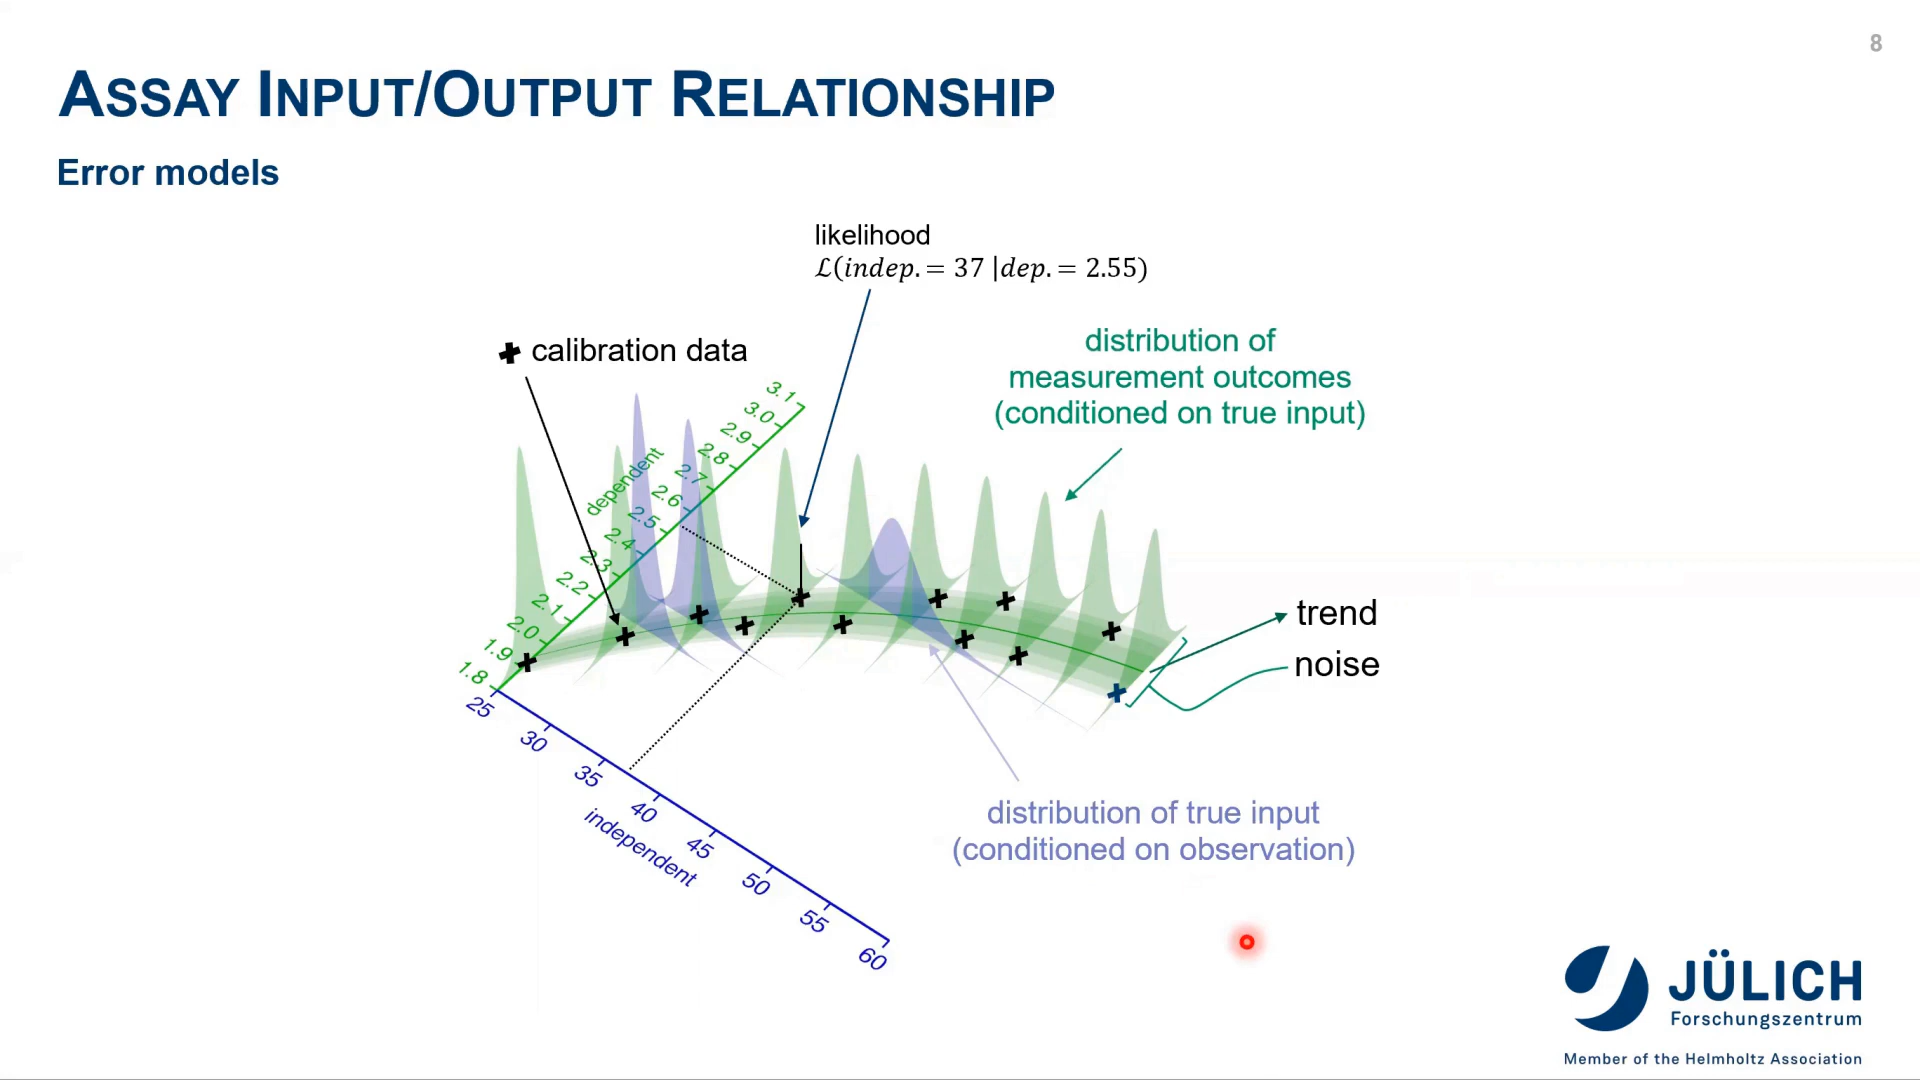 8
ASSAY INPUT/OUTPUT RELATIONSHIP
Error models
likelihood
ℒ(indep. = 37 |dep. = 2.55)
calibration data
distribution of
measurement outcomes
(conditioned on true input)
3.1
3.0
2.9
2.8
2.7
2.6
2.5
2.4
2.3
2.2
2.1
2.0
1.9
1.8
dependent
trend
noise
25
30
35
40
45
50
55
60
independent
distribution of true input
(conditioned on observation)
JÜLICH
Forschungszentrum
Member of the Helmholtz Association